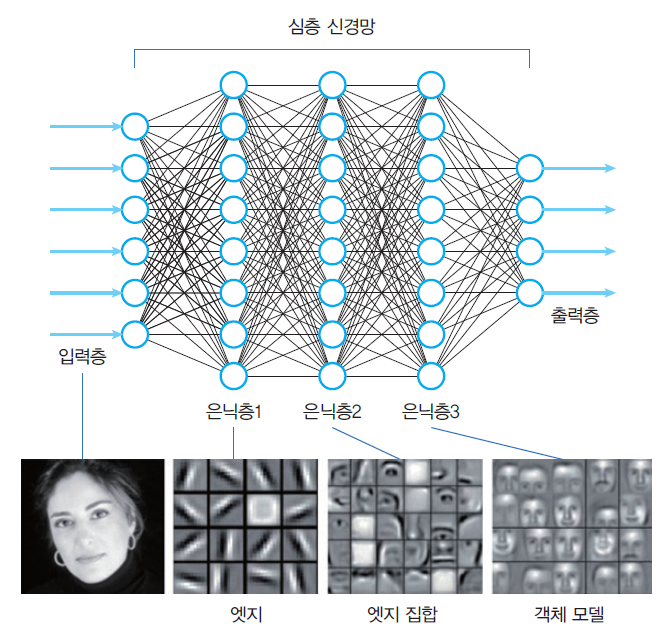 심층 신경망
출력층
입력층
은닉층1
은닉층2
은닉층3
엣지
엣지 집합
객체 모델